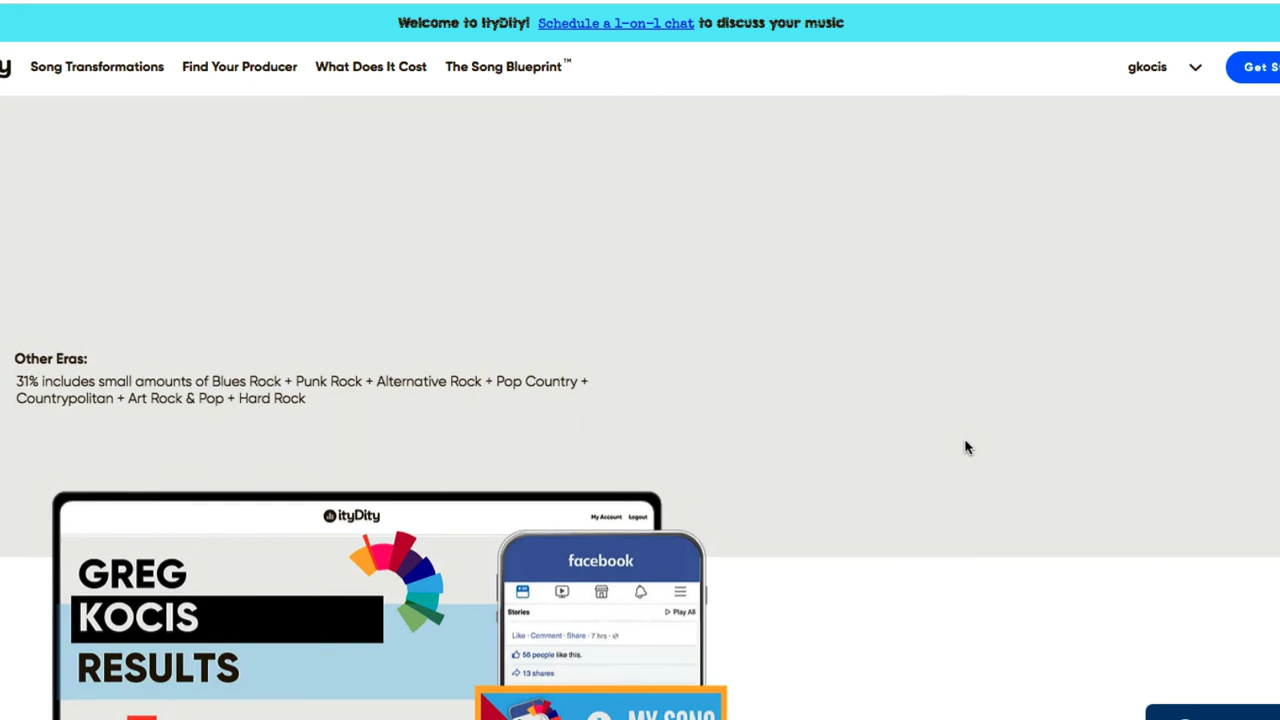 Welcome to ItyDity! Schedule a 1-on-1 chat to discuss your music
y Song Transformations Find Your Producer What Does It Cost The Song Blueprint™ gkocis Get S
Other Eras:
31% includes small amounts of Blues Rock + Punk Rock + Alternative Rock + Pop Country +
Countrypolitan + Art Rock & Pop + Hard Rock
ityDity My Account Logout
GREG
KOCIS
RESULTS
facebook
Stories Play All
Like · Comment · Share · 7 hrs ·
56 people like this.
13 shares
MY SONG